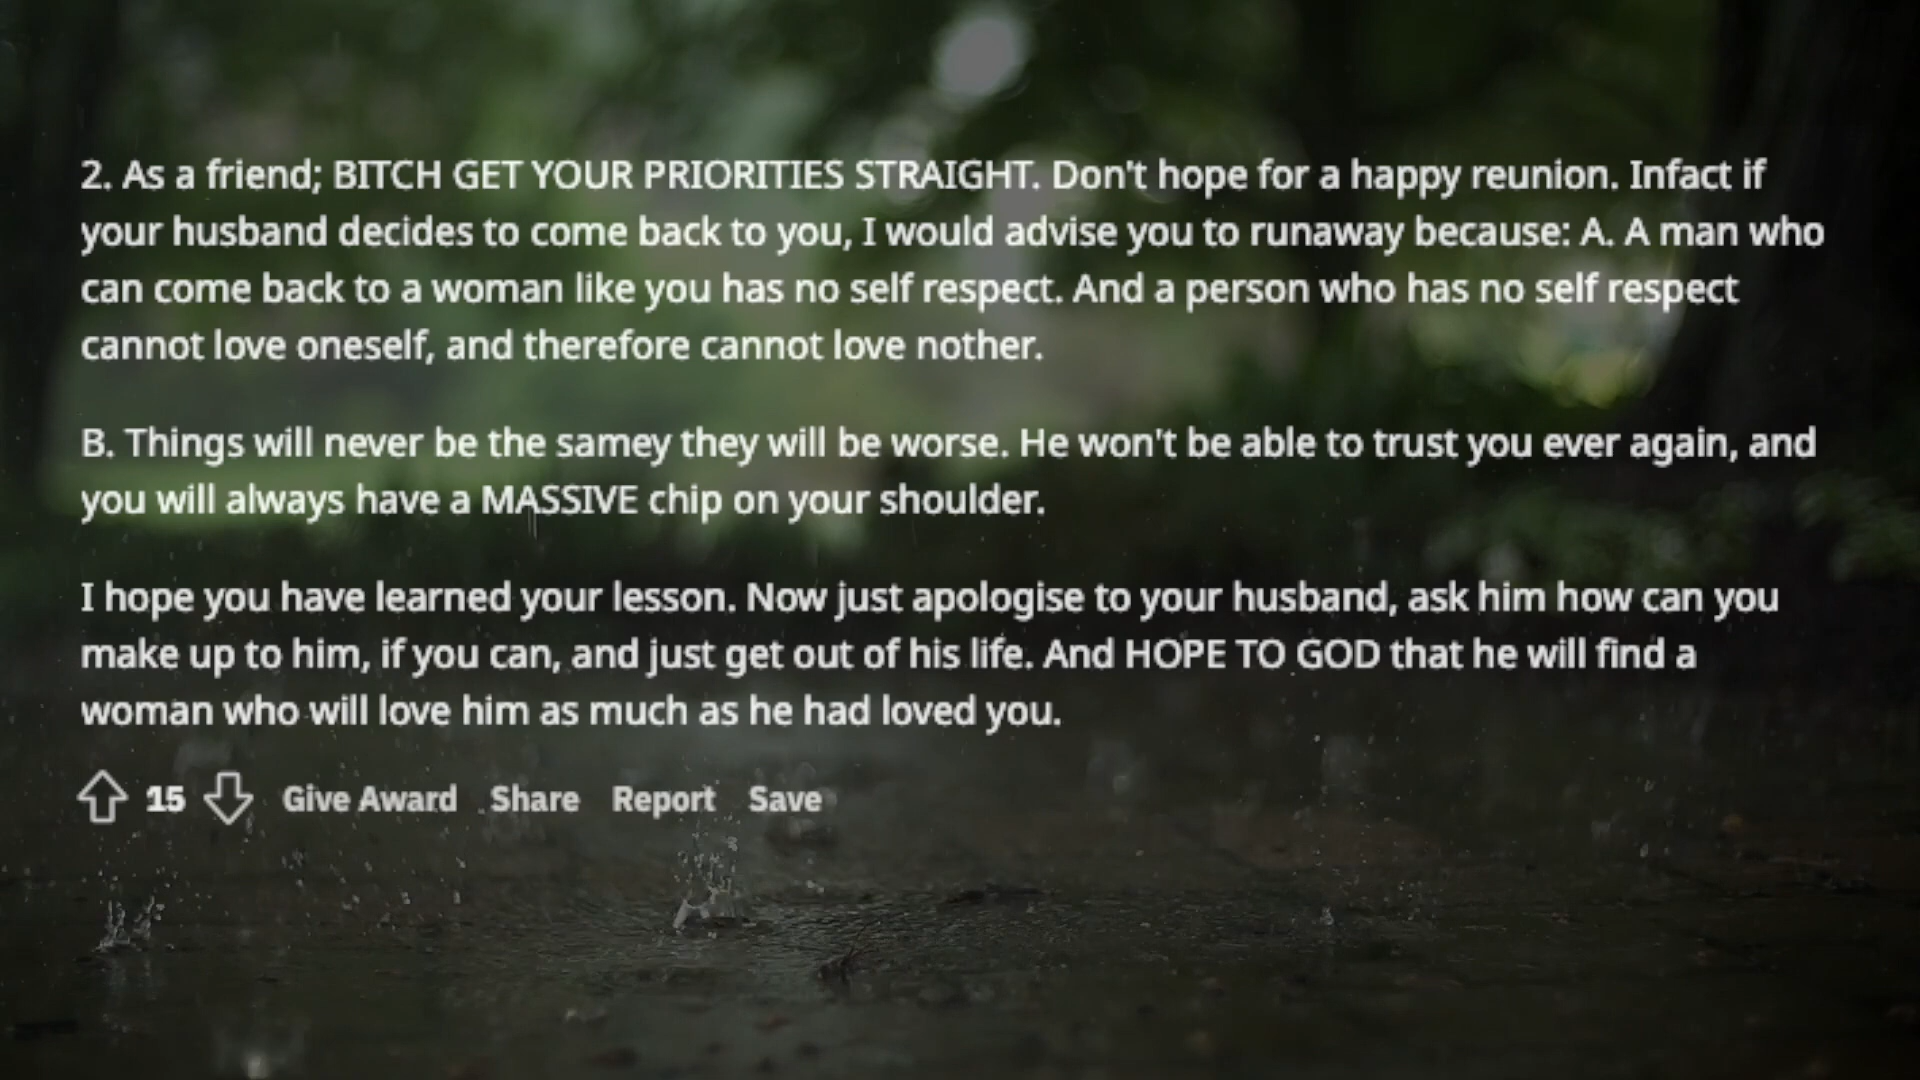 2. As a friend; BITCH GET YOUR PRIORITIES STRAIGHT. Don't hope for a happy reunion. Infact if
your husband decides to come back to you, I would advise you to runaway because: A. A man who
can come back to a woman like you has no self respect. And a person who has no self respect
cannot love oneself, and therefore cannot love nother.
B. Things will never be the samey they will be worse. He won't be able to trust you ever again, and
you will always have a MASSIVE chip on your shoulder.
I hope you have learned your lesson. Now just apologise to your husband, ask him how can you
make up to him, if you can, and just get out of his life. And HOPE TO GOD that he will find a
woman who will love him as much as he had loved you.
15 Give Award Share Report Save